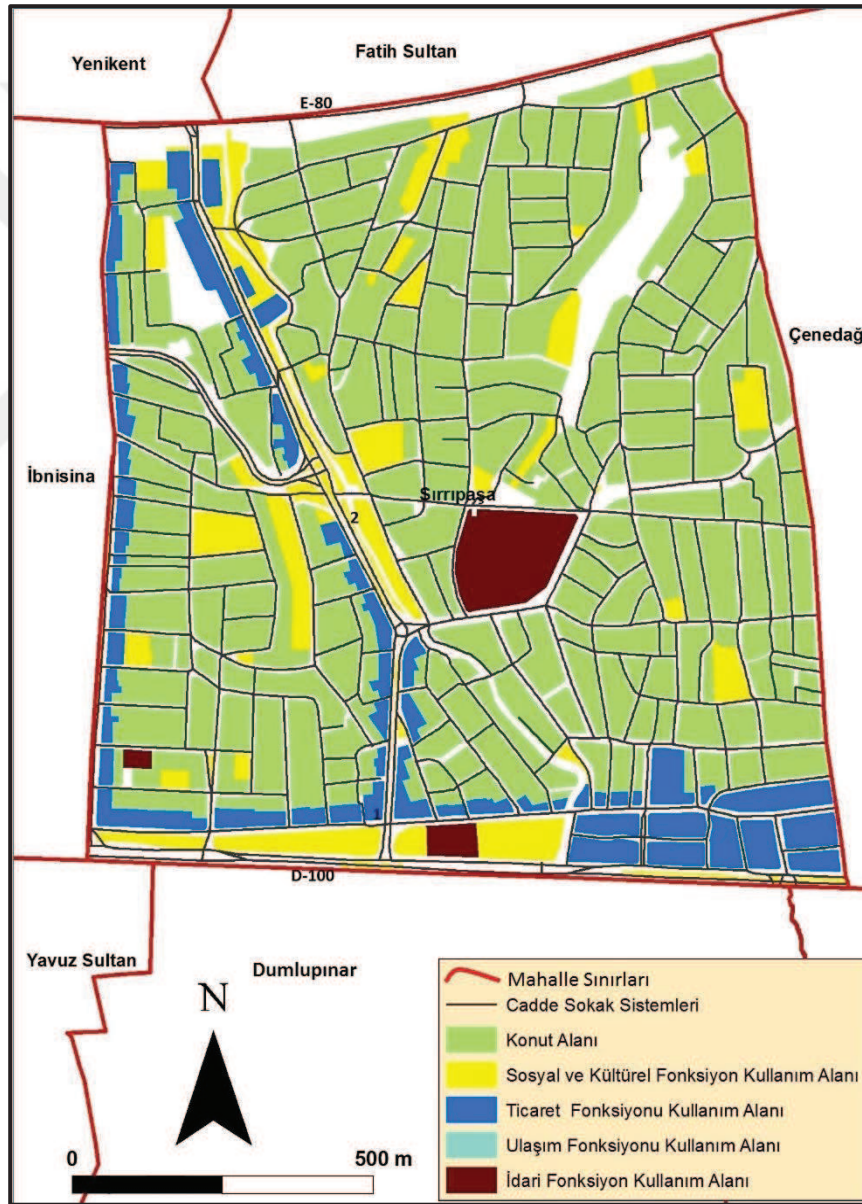 Fatih Sultan
Yenikent
E-80
Çenedağ
İbnisina
Sırrıpaşa
2
1
D-100
Yavuz Sultan
Dumlupınar
N
0
500 m
Mahalle Sınırları
Cadde Sokak Sistemleri
Konut Alanı
Sosyal ve Kültürel Fonksiyon Kullanım Alanı
Ticaret Fonksiyonu Kullanım Alanı
Ulaşım Fonksiyonu Kullanım Alanı
İdari Fonksiyon Kullanım Alanı